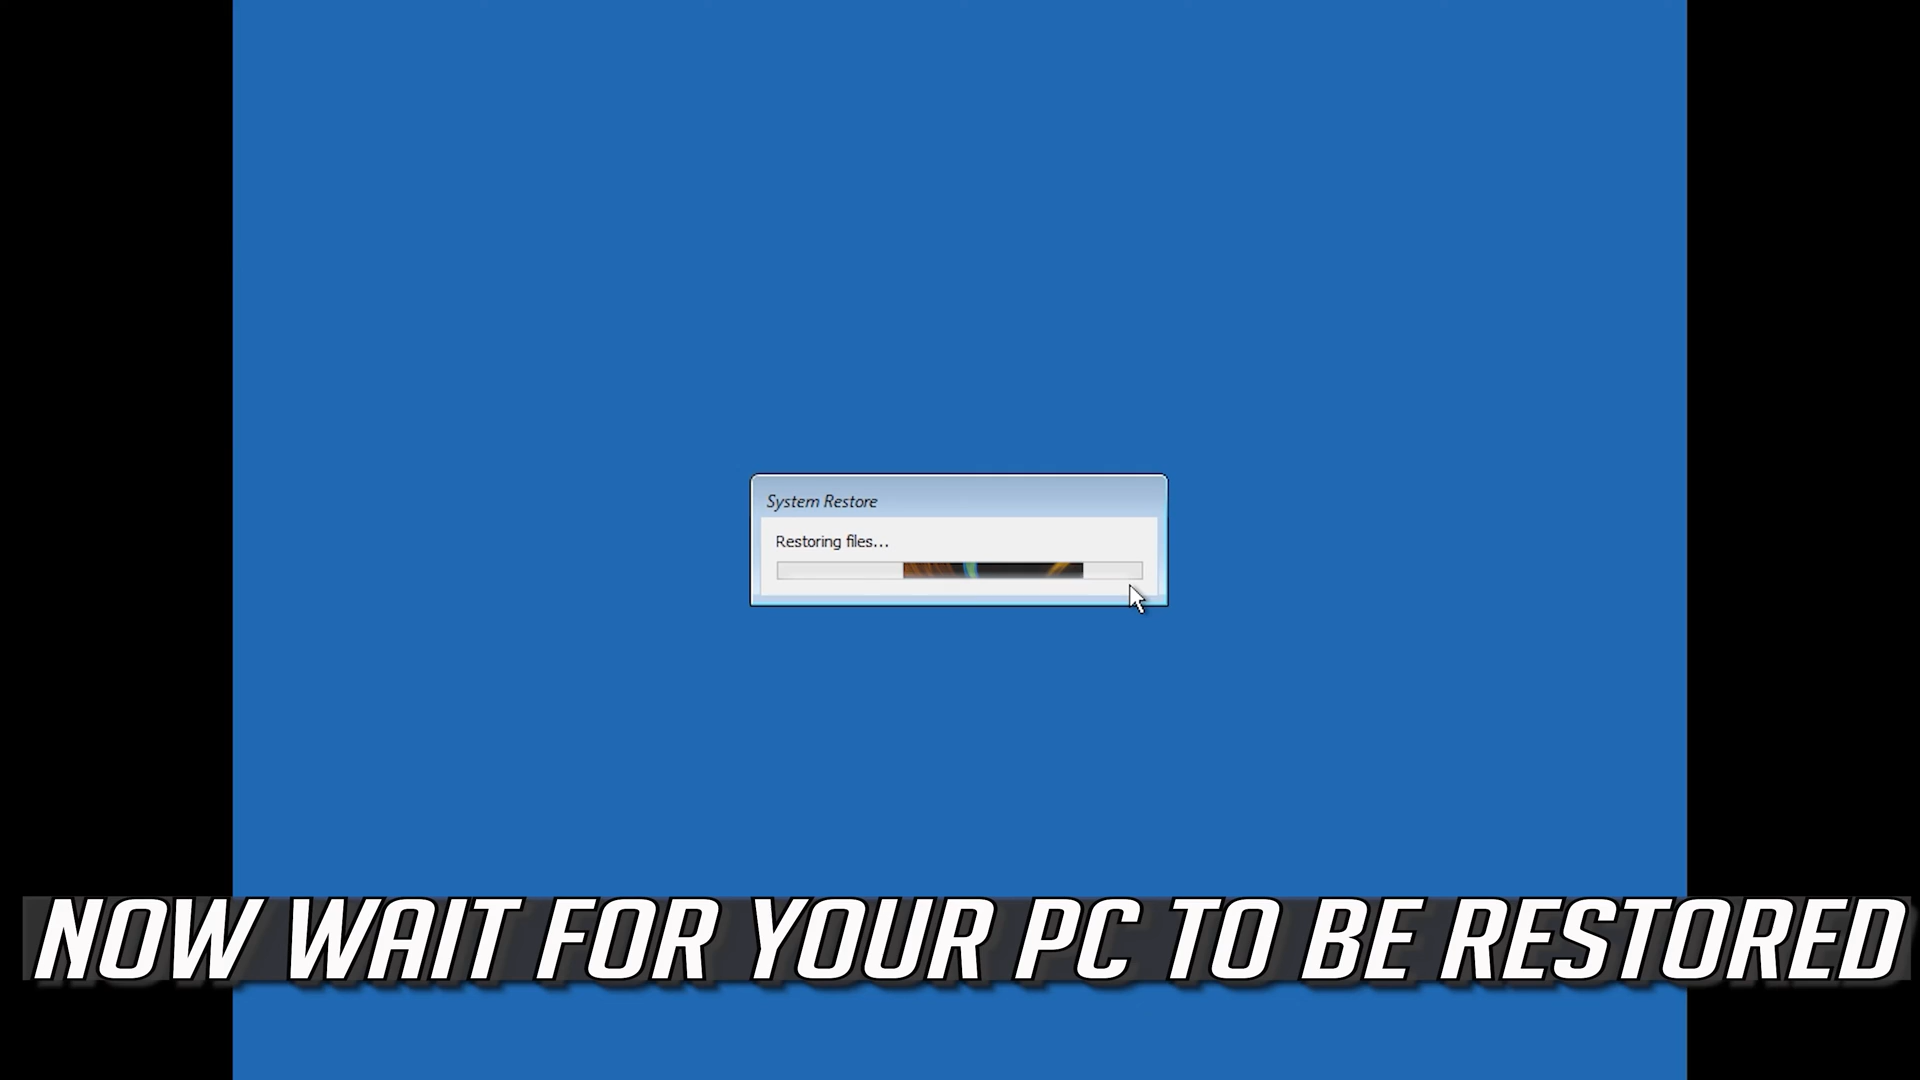 System Restore
Restoring files...
NOW WAIT FOR YOUR PC TO BE RESTORED